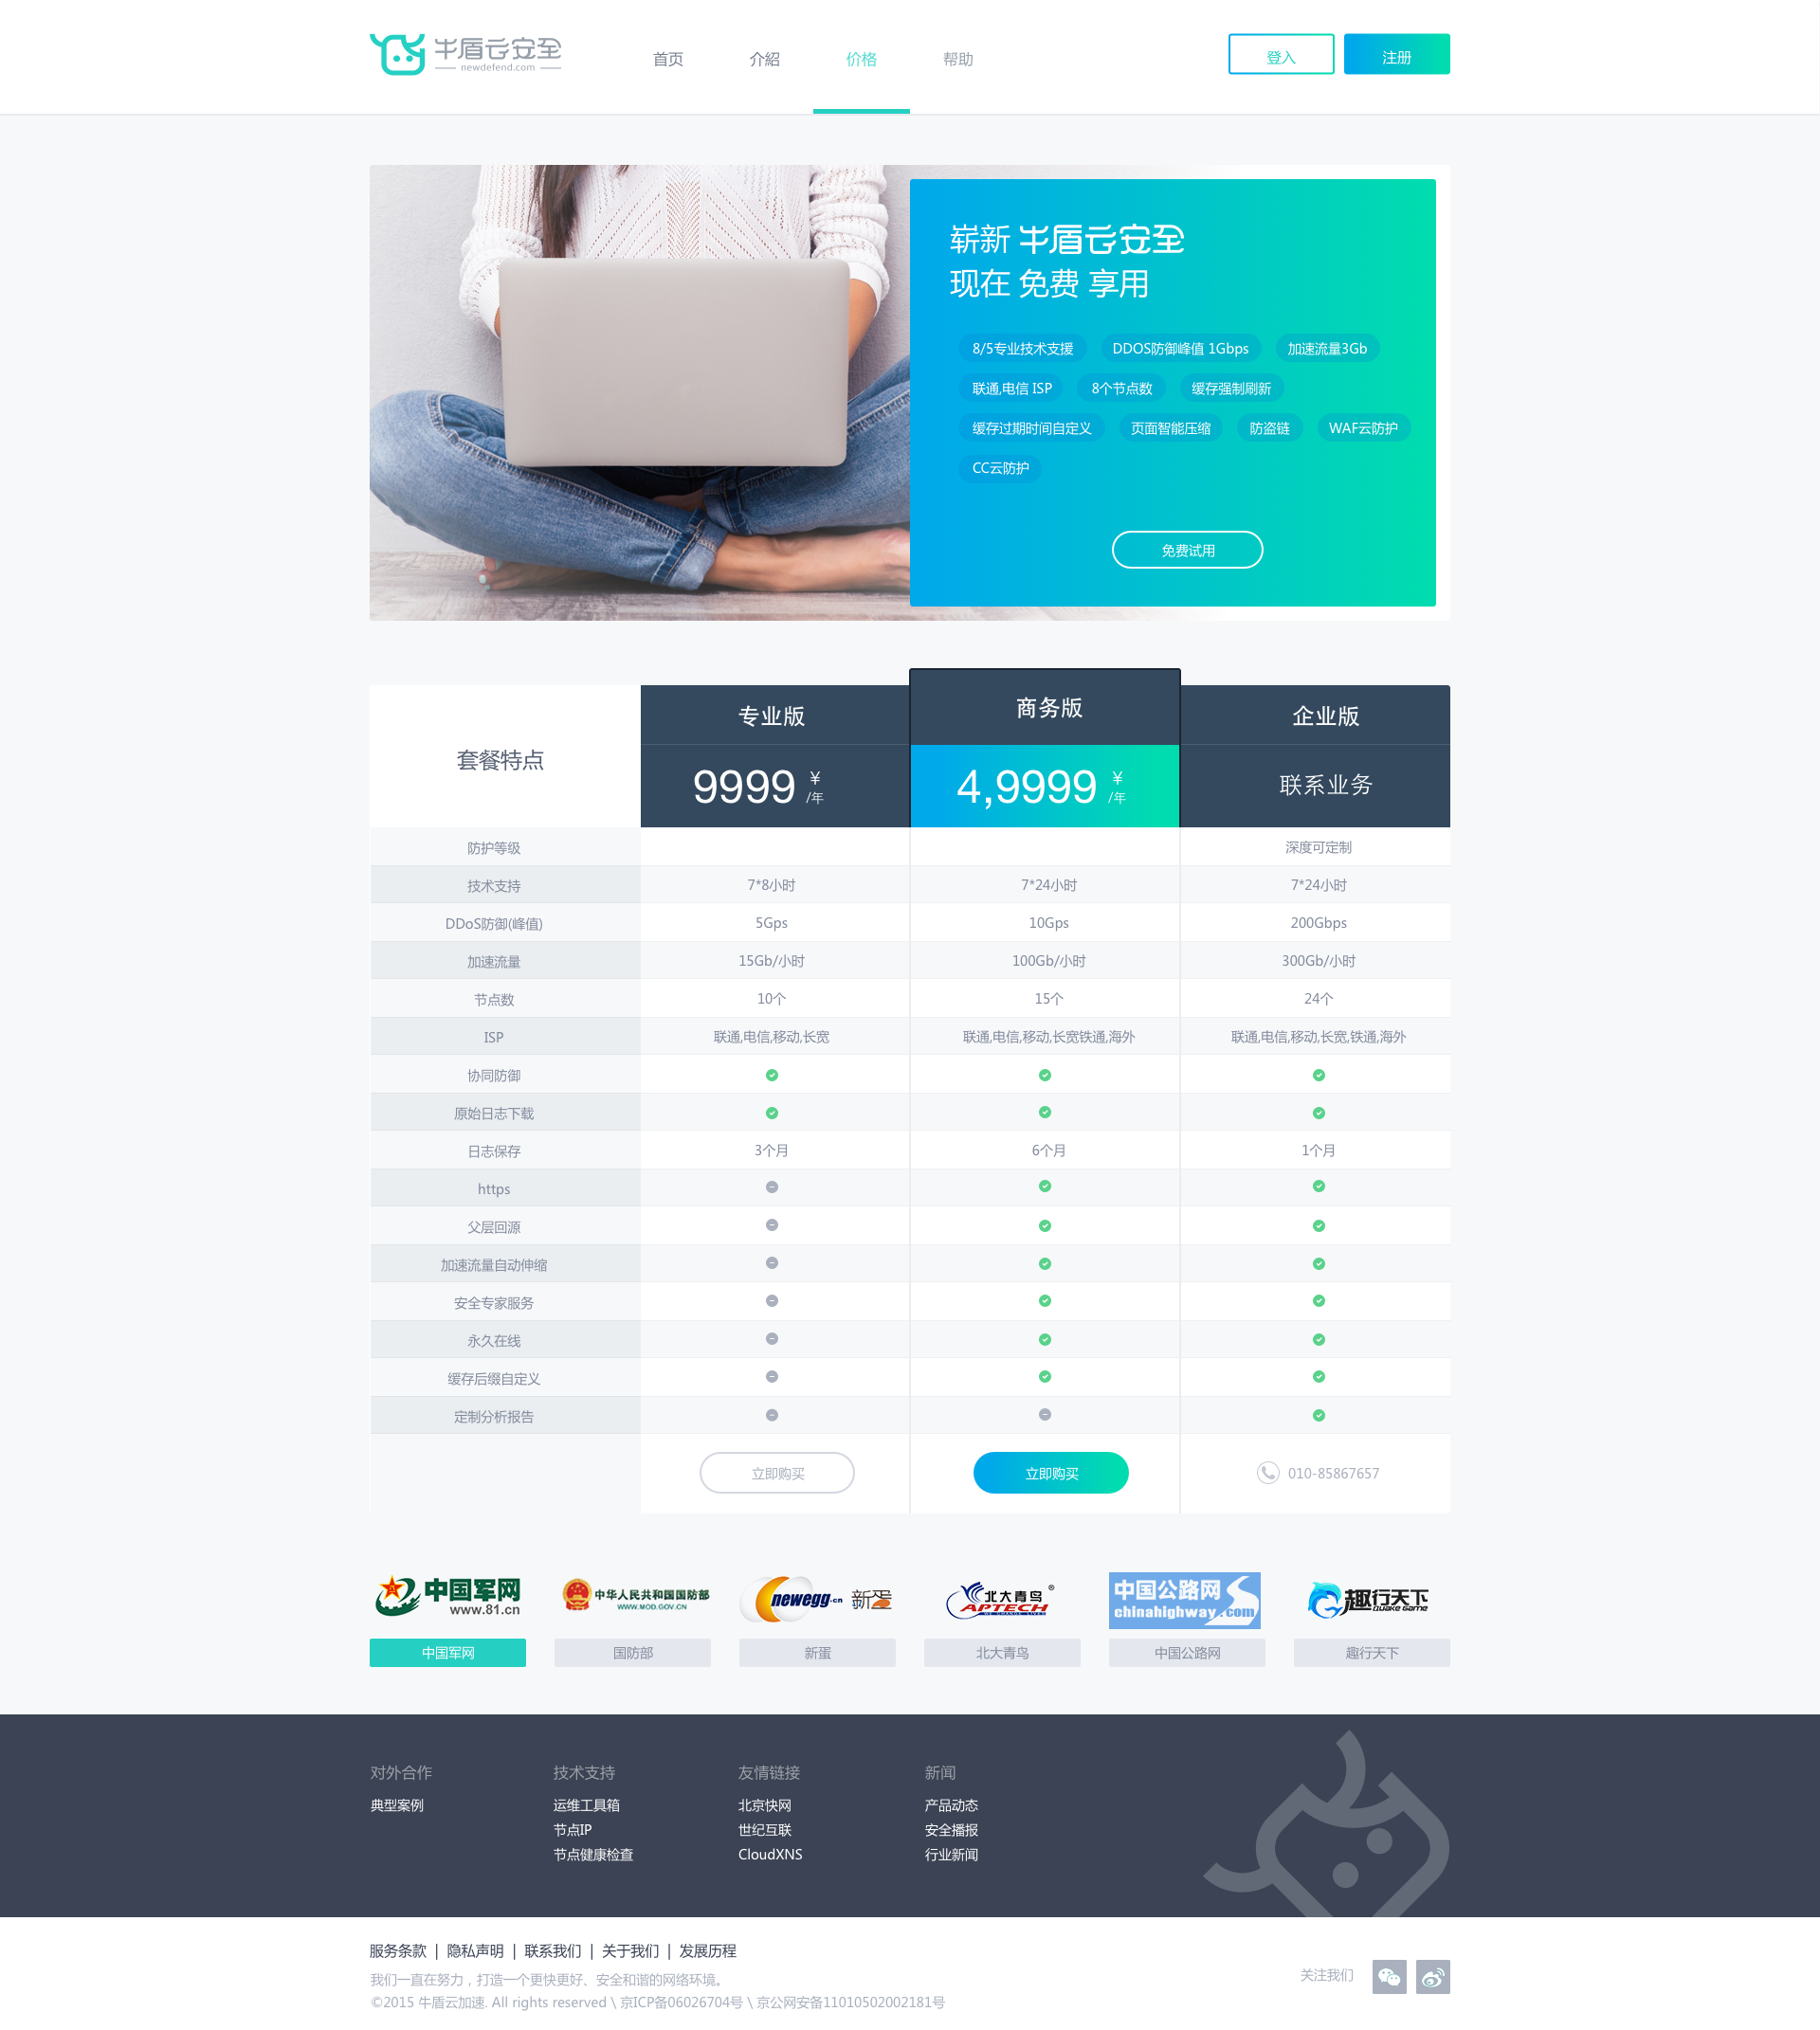 牛盾云安全
newdefend.com
首页 介紹 价格 帮助
登入 注册
崭新 牛盾云安全
现在 免费 享用
8/5专业技术支援 DDOS防御峰值 1Gbps 加速流量3Gb
联通,电信 ISP 8个节点数 缓存强制刷新
缓存过期时间自定义 页面智能压缩 防盗链 WAF云防护
CC云防护
免费试用
套餐特点 专业版 商务版 企业版
9999 ¥ /年 4,9999 ¥ /年 联系业务
防护等级 深度可定制
技术支持 7*8小时 7*24小时 7*24小时
DDoS防御(峰值) 5Gps 10Gps 200Gbps
加速流量 15Gb/小时 100Gb/小时 300Gb/小时
节点数 10个 15个 24个
ISP 联通,电信,移动,长宽 联通,电信,移动,长宽铁通,海外 联通,电信,移动,长宽,铁通,海外
协同防御
原始日志下载
日志保存 3个月 6个月 1个月
https
父层回源
加速流量自动伸缩
安全专家服务
永久在线
缓存后缀自定义
定制分析报告
立即购买 立即购买 010-85867657
中国军网
www.81.cn
中华人民共和国国防部
WWW.MOD.GOV.CN
newegg.cn 新蛋
北大青鸟 ®
APTECH
WE CHANGE LIVES
中国公路网
chinahighway.com
趣行天下
QUAKE GAME
中国军网 国防部 新蛋 北大青鸟 中国公路网 趣行天下
对外合作 技术支持 友情链接 新闻
典型案例 运维工具箱 北京快网 产品动态
节点IP 世纪互联 安全播报
节点健康检查 CloudXNS 行业新闻
服务条款 | 隐私声明 | 联系我们 | 关于我们 | 发展历程
我们一直在努力，打造一个更快更好、安全和谐的网络环境。
©2015 牛盾云加速. All rights reserved \ 京ICP备06026704号 \ 京公网安备11010502002181号
关注我们